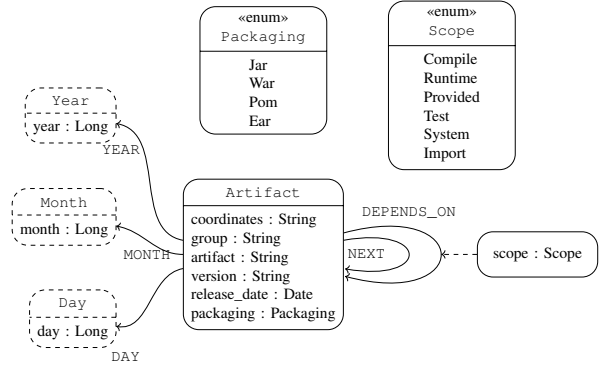 «enum»
Packaging
Jar
War
Pom
Ear
«enum»
Scope
Compile
Runtime
Provided
Test
System
Import
Year
year : Long
YEAR
Month
month : Long
MONTH
Day
day : Long
DAY
Artifact
coordinates : String
group : String
artifact : String
version : String
release_date : Date
packaging : Packaging
DEPENDS_ON
NEXT
scope : Scope